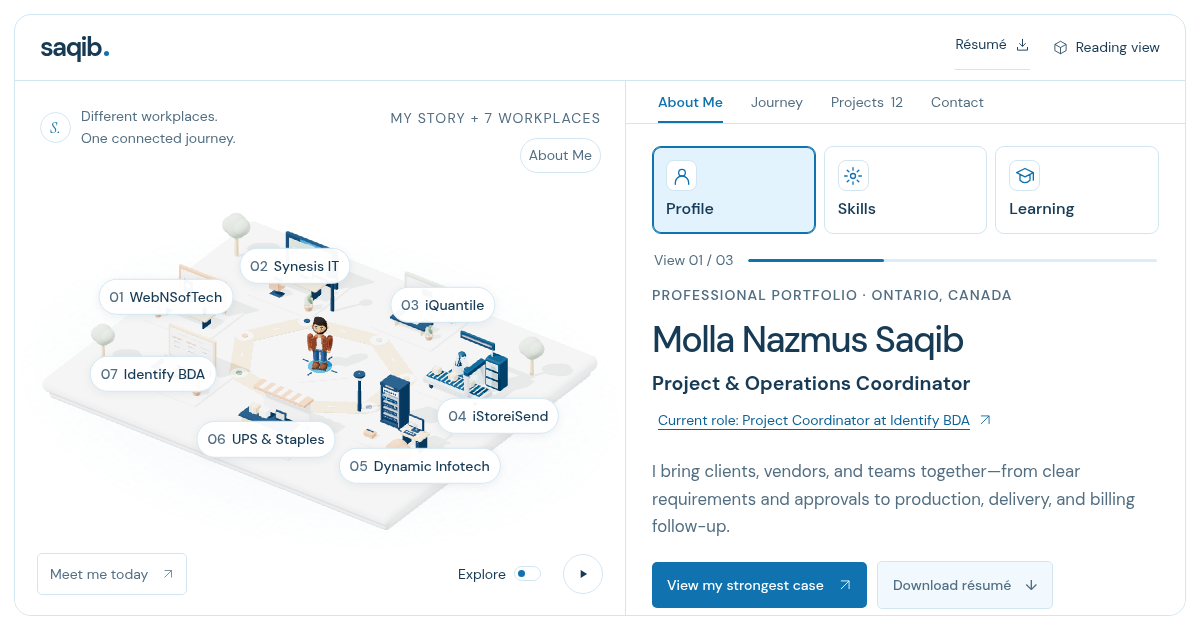 saqib.
Résumé
Reading view
S.
Different workplaces.
One connected journey.
MY STORY + 7 WORKPLACES
About Me
02 Synesis IT
01 WebNSofTech
03 iQuantile
07 Identify BDA
04 iStoreiSend
06 UPS & Staples
05 Dynamic Infotech
Meet me today
Explore
About Me Journey Projects 12 Contact
Profile Skills Learning
View 01 / 03
PROFESSIONAL PORTFOLIO · ONTARIO, CANADA
Molla Nazmus Saqib
Project & Operations Coordinator
Current role: Project Coordinator at Identify BDA
I bring clients, vendors, and teams together—from clear
requirements and approvals to production, delivery, and billing
follow-up.
View my strongest case
Download résumé